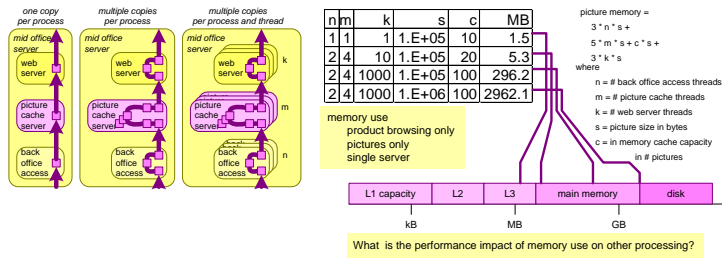 one copy
per process
multiple copies
per process
multiple copies
per process and thread
mid office
server
web
server
picture
cache
server
back
office
access
mid office
server
web
server
picture
cache
server
back
office
access
mid office
server
web
server
k
picture
cache
server
m
back
office
access
n
n m k s c MB
1 1 1 1.E+05 10 1.5
2 4 10 1.E+05 20 5.3
2 4 1000 1.E+05 100 296.2
2 4 1000 1.E+06 100 2962.1
memory use
product browsing only
pictures only
single server
picture memory =
3 * n * s +
5 * m * s + c * s +
3 * k * s
where
n = # back office access threads
m = # picture cache threads
k = # web server threads
s = picture size in bytes
c = in memory cache capacity
in # pictures
L1 capacity L2 L3 main memory disk
kB MB GB
What is the performance impact of memory use on other processing?